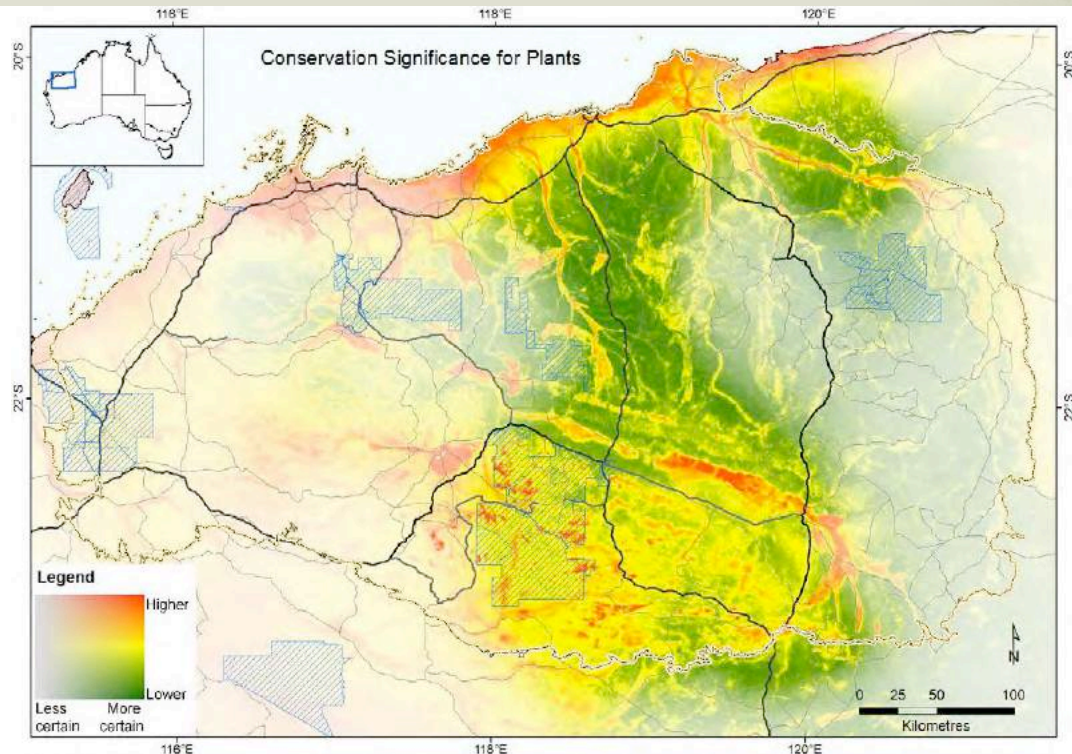 118°E
118°E
120°E
20°S
20°S
Conservation Significance for Plants
22°S
22°S
Legend
Higher
Lower
Less certain
More certain
N
0 25 50 100
Kilometres
116°E
118°E
120°E